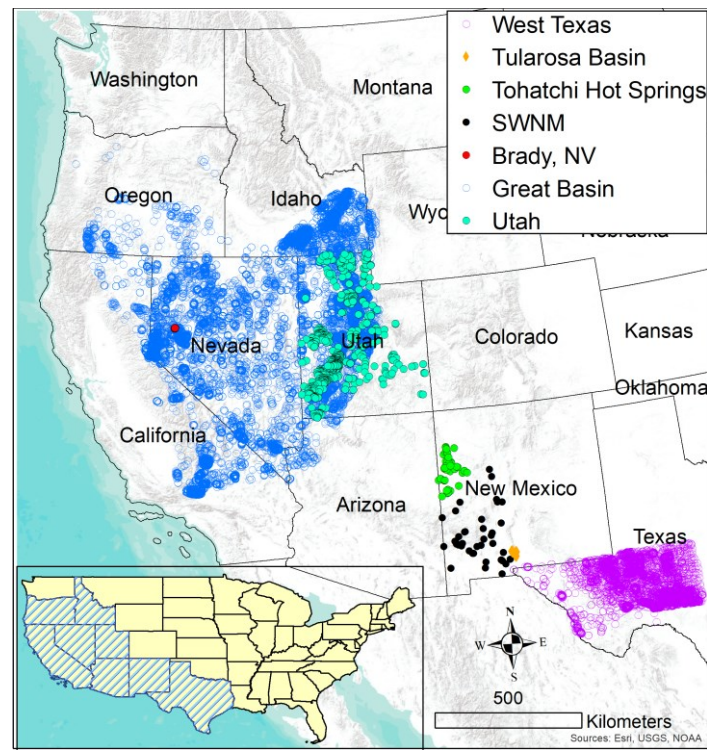 West Texas
Tularosa Basin
Tohatchi Hot Springs
SWNM
Brady, NV
Great Basin
Utah
Washington
Montana
Oregon
Idaho
Nevada
Utah
Colorado
Kansas
Oklahoma
California
Arizona
New Mexico
Texas
N
W E
S
500
Kilometers
Sources: Esri, USGS, NOAA